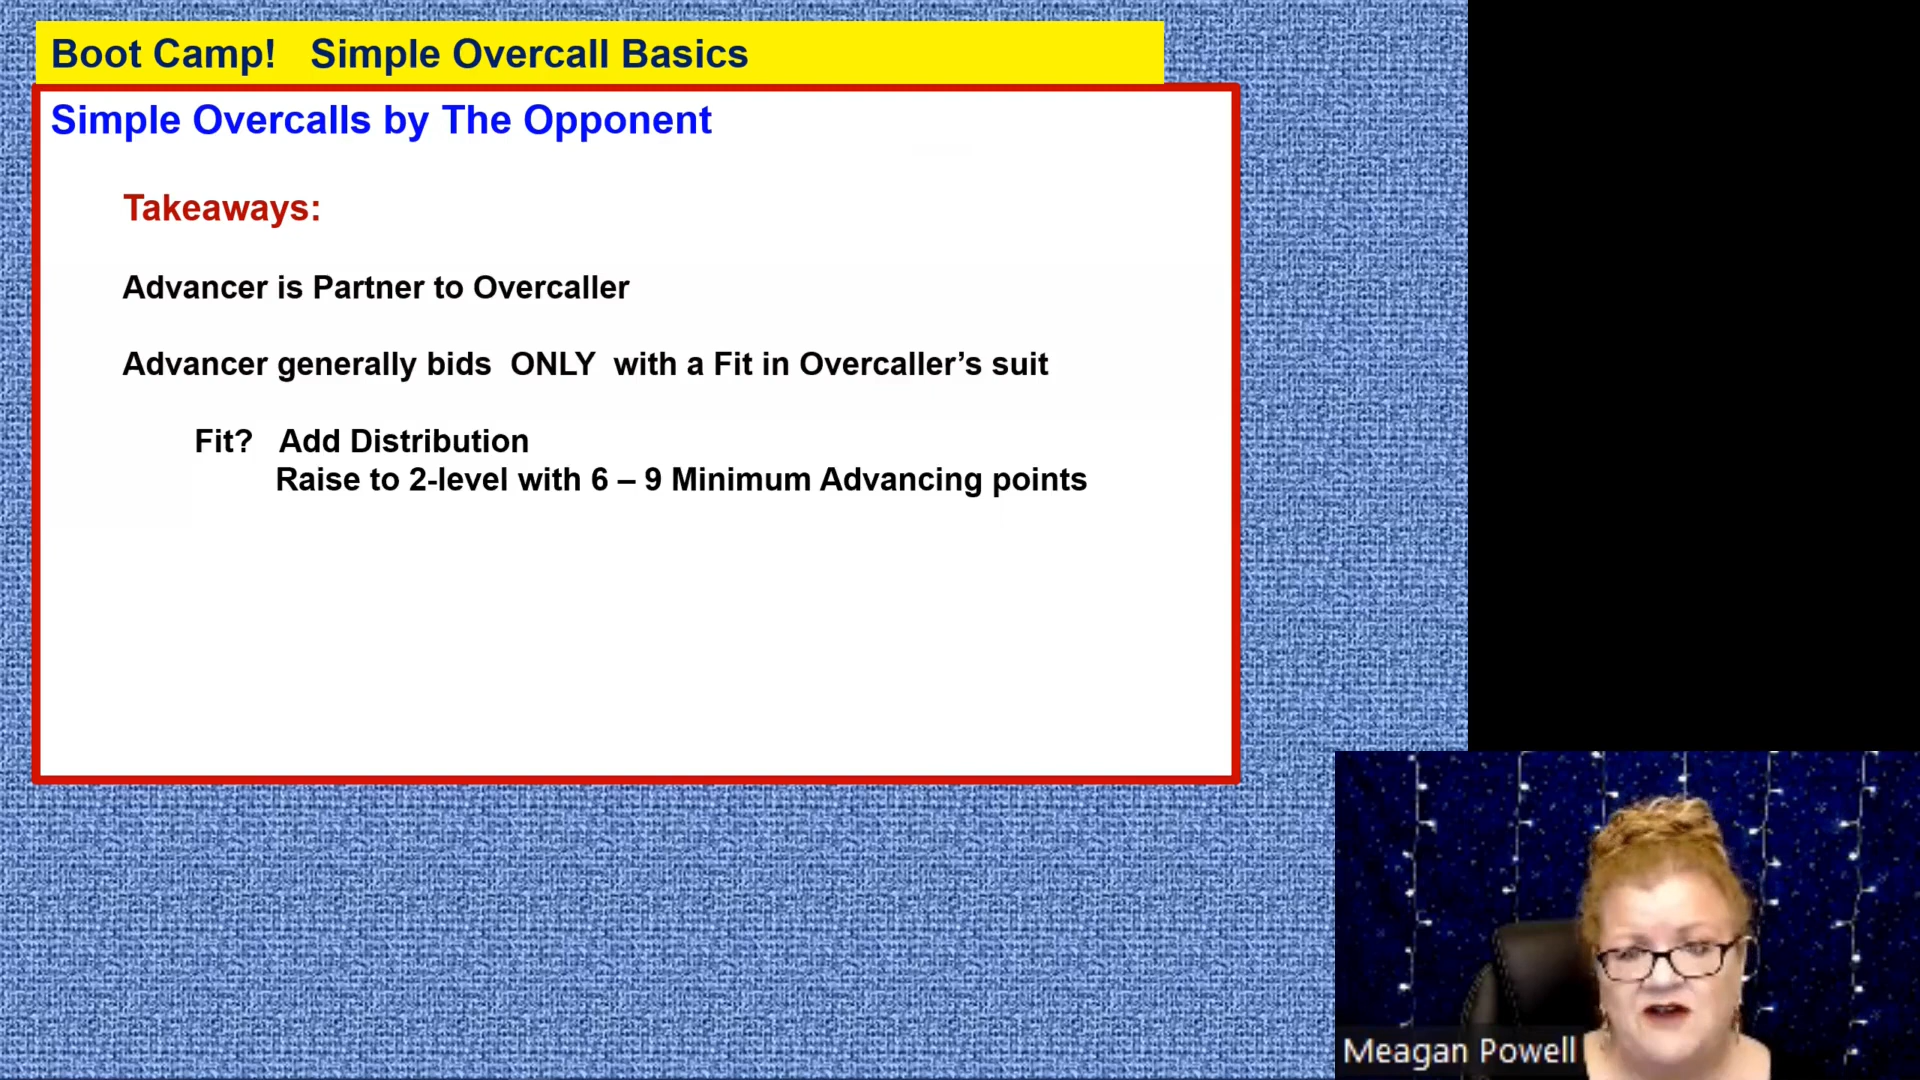 Boot Camp! Simple Overcall Basics
Simple Overcalls by The Opponent
Takeaways:
Advancer is Partner to Overcaller
Advancer generally bids ONLY with a Fit in Overcaller’s suit
Fit? Add Distribution
Raise to 2-level with 6 – 9 Minimum Advancing points
Meagan Powell